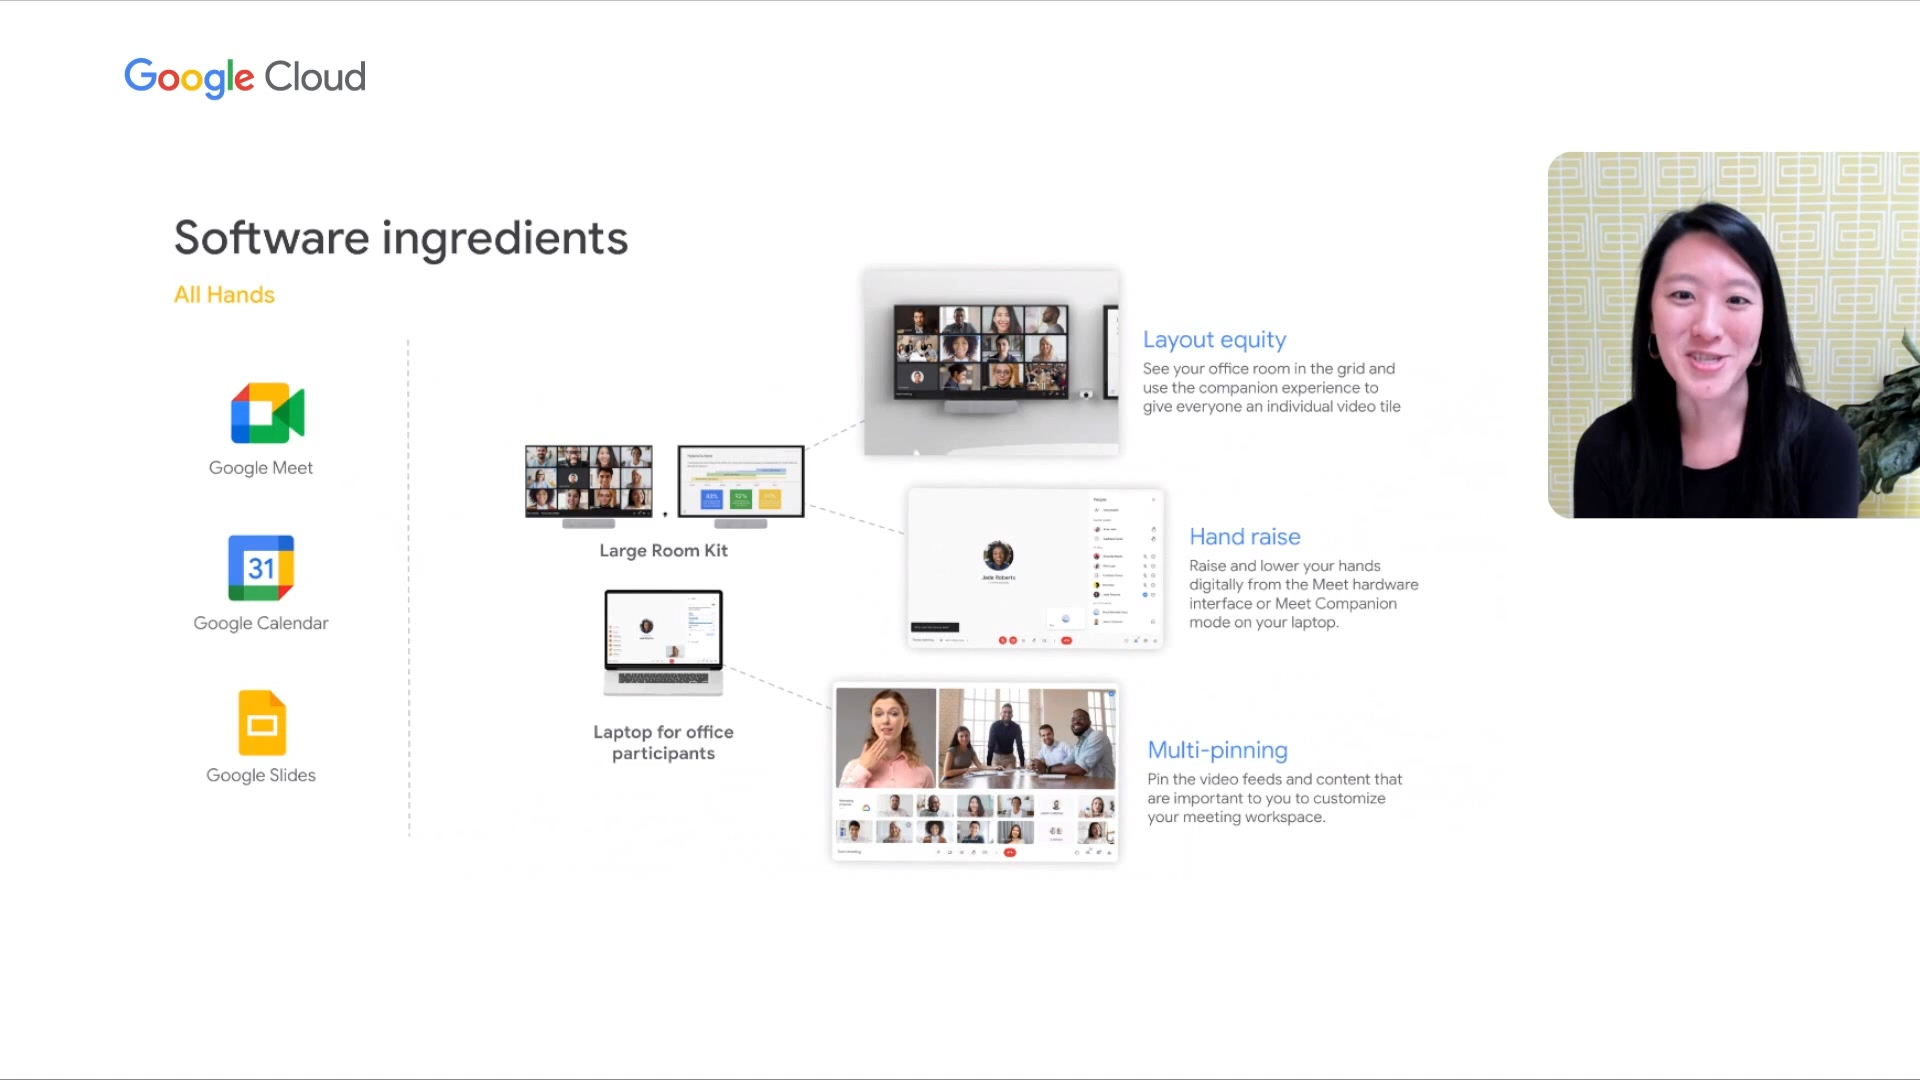 Google Cloud
Software ingredients
All Hands
Google Meet
31
Google Calendar
Google Slides
Large Room Kit
Laptop for office
participants
Layout equity
See your office room in the grid and
use the companion experience to
give everyone an individual video tile
Jade Roberts
People
Hand raise
Raise and lower your hands
digitally from the Meet hardware
interface or Meet Companion
mode on your laptop.
Multi-pinning
Pin the video feeds and content that
are important to you to customize
your meeting workspace.